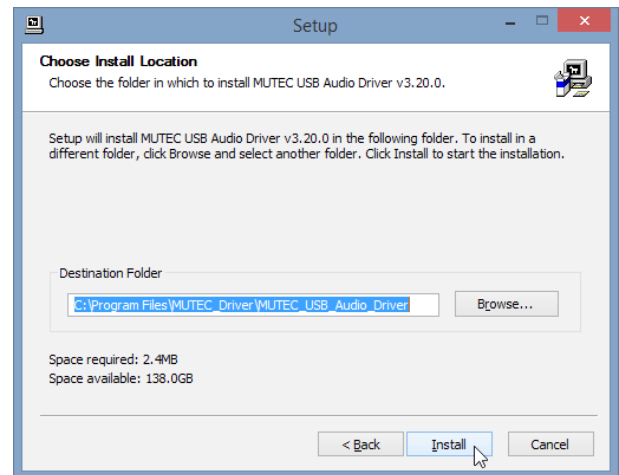 Setup
Choose Install Location
Choose the folder in which to install MUTEC USB Audio Driver v3.20.0.
Setup will install MUTEC USB Audio Driver v3.20.0 in the following folder. To install in a
different folder, click Browse and select another folder. Click Install to start the installation.
Destination Folder
C:\Program Files\MUTEC_Driver\MUTEC_USB_Audio_Driver
Browse...
Space required: 2.4MB
Space available: 138.0GB
< Back
Install
Cancel